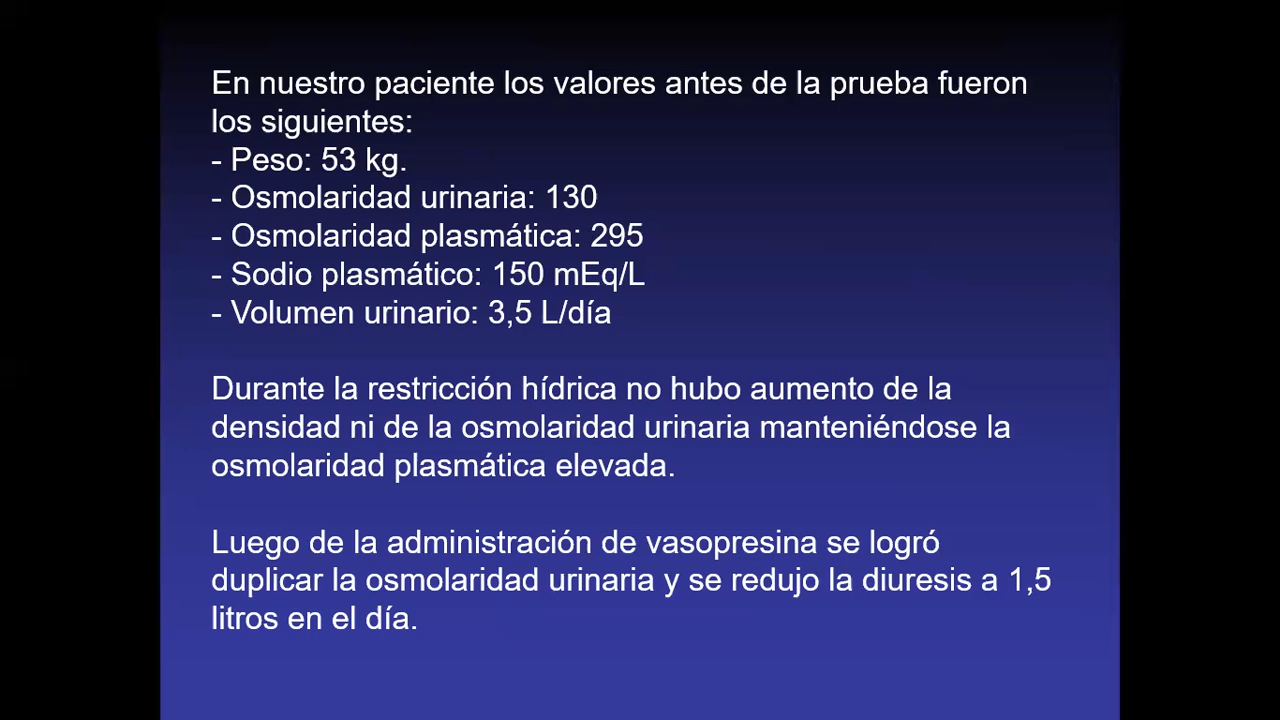 En nuestro paciente los valores antes de la prueba fueron
los siguientes:
- Peso: 53 kg.
- Osmolaridad urinaria: 130
- Osmolaridad plasmática: 295
- Sodio plasmático: 150 mEq/L
- Volumen urinario: 3,5 L/día
Durante la restricción hídrica no hubo aumento de la
densidad ni de la osmolaridad urinaria manteniéndose la
osmolaridad plasmática elevada.
Luego de la administración de vasopresina se logró
duplicar la osmolaridad urinaria y se redujo la diuresis a 1,5
litros en el día.